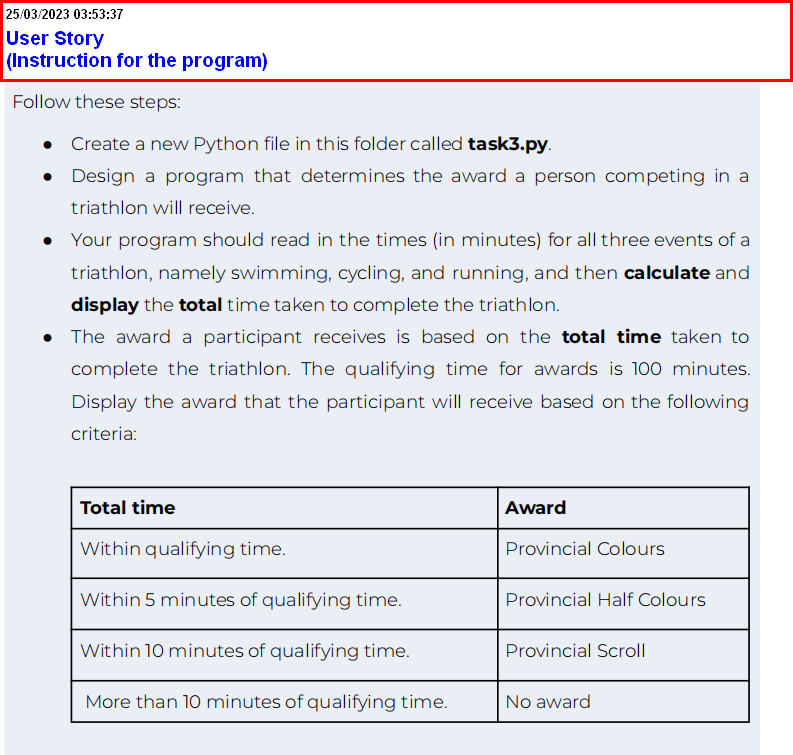 25/03/2023 03:53:37
User Story
(Instruction for the program)
Follow these steps:
● Create a new Python file in this folder called task3.py.
● Design a program that determines the award a person competing in a
triathlon will receive.
● Your program should read in the times (in minutes) for all three events of a
triathlon, namely swimming, cycling, and running, and then calculate and
display the total time taken to complete the triathlon.
● The award a participant receives is based on the total time taken to
complete the triathlon. The qualifying time for awards is 100 minutes.
Display the award that the participant will receive based on the following
criteria:
Total time Award
Within qualifying time. Provincial Colours
Within 5 minutes of qualifying time. Provincial Half Colours
Within 10 minutes of qualifying time. Provincial Scroll
More than 10 minutes of qualifying time. No award